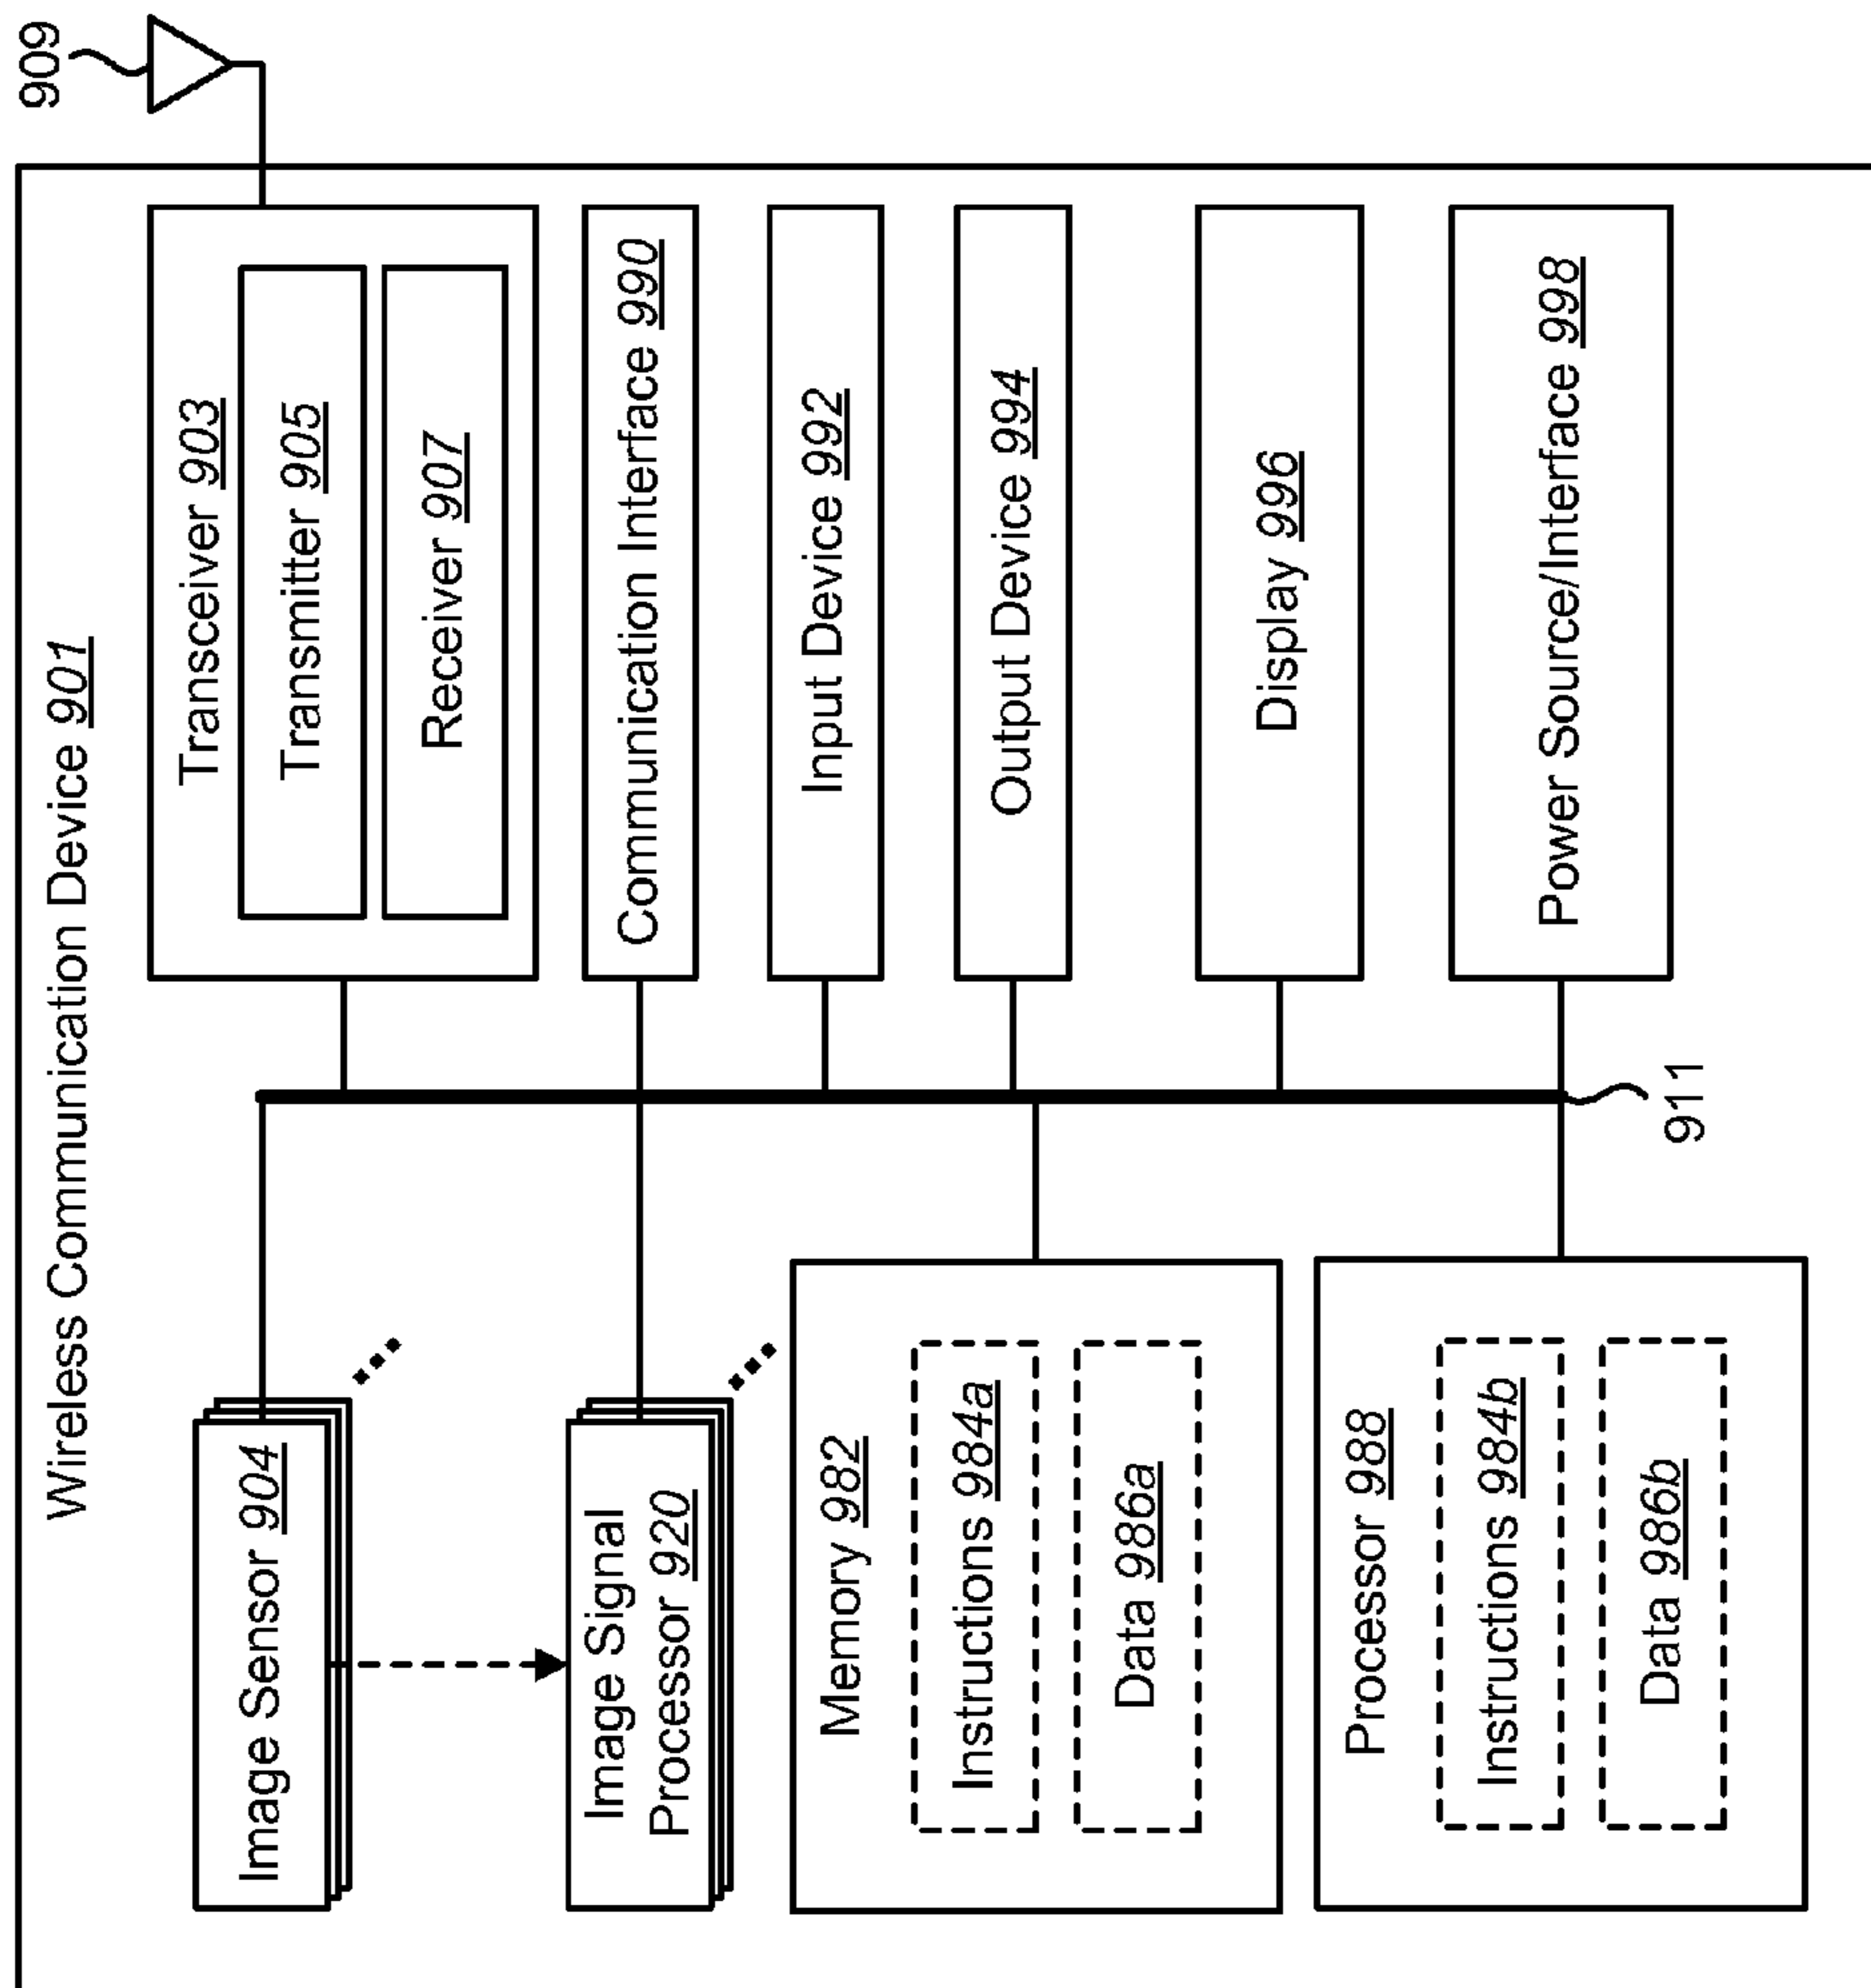 Wireless Communication Device 901
909
Image Sensor 904
Image Signal
Processor 920
Memory 982
Instructions 984a
Data 986a
Processor 988
Instructions 984b
Data 986b
911
Transceiver 903
Transmitter 905
Receiver 907
Communication Interface 990
Input Device 992
Output Device 994
Display 996
Power Source/Interface 998